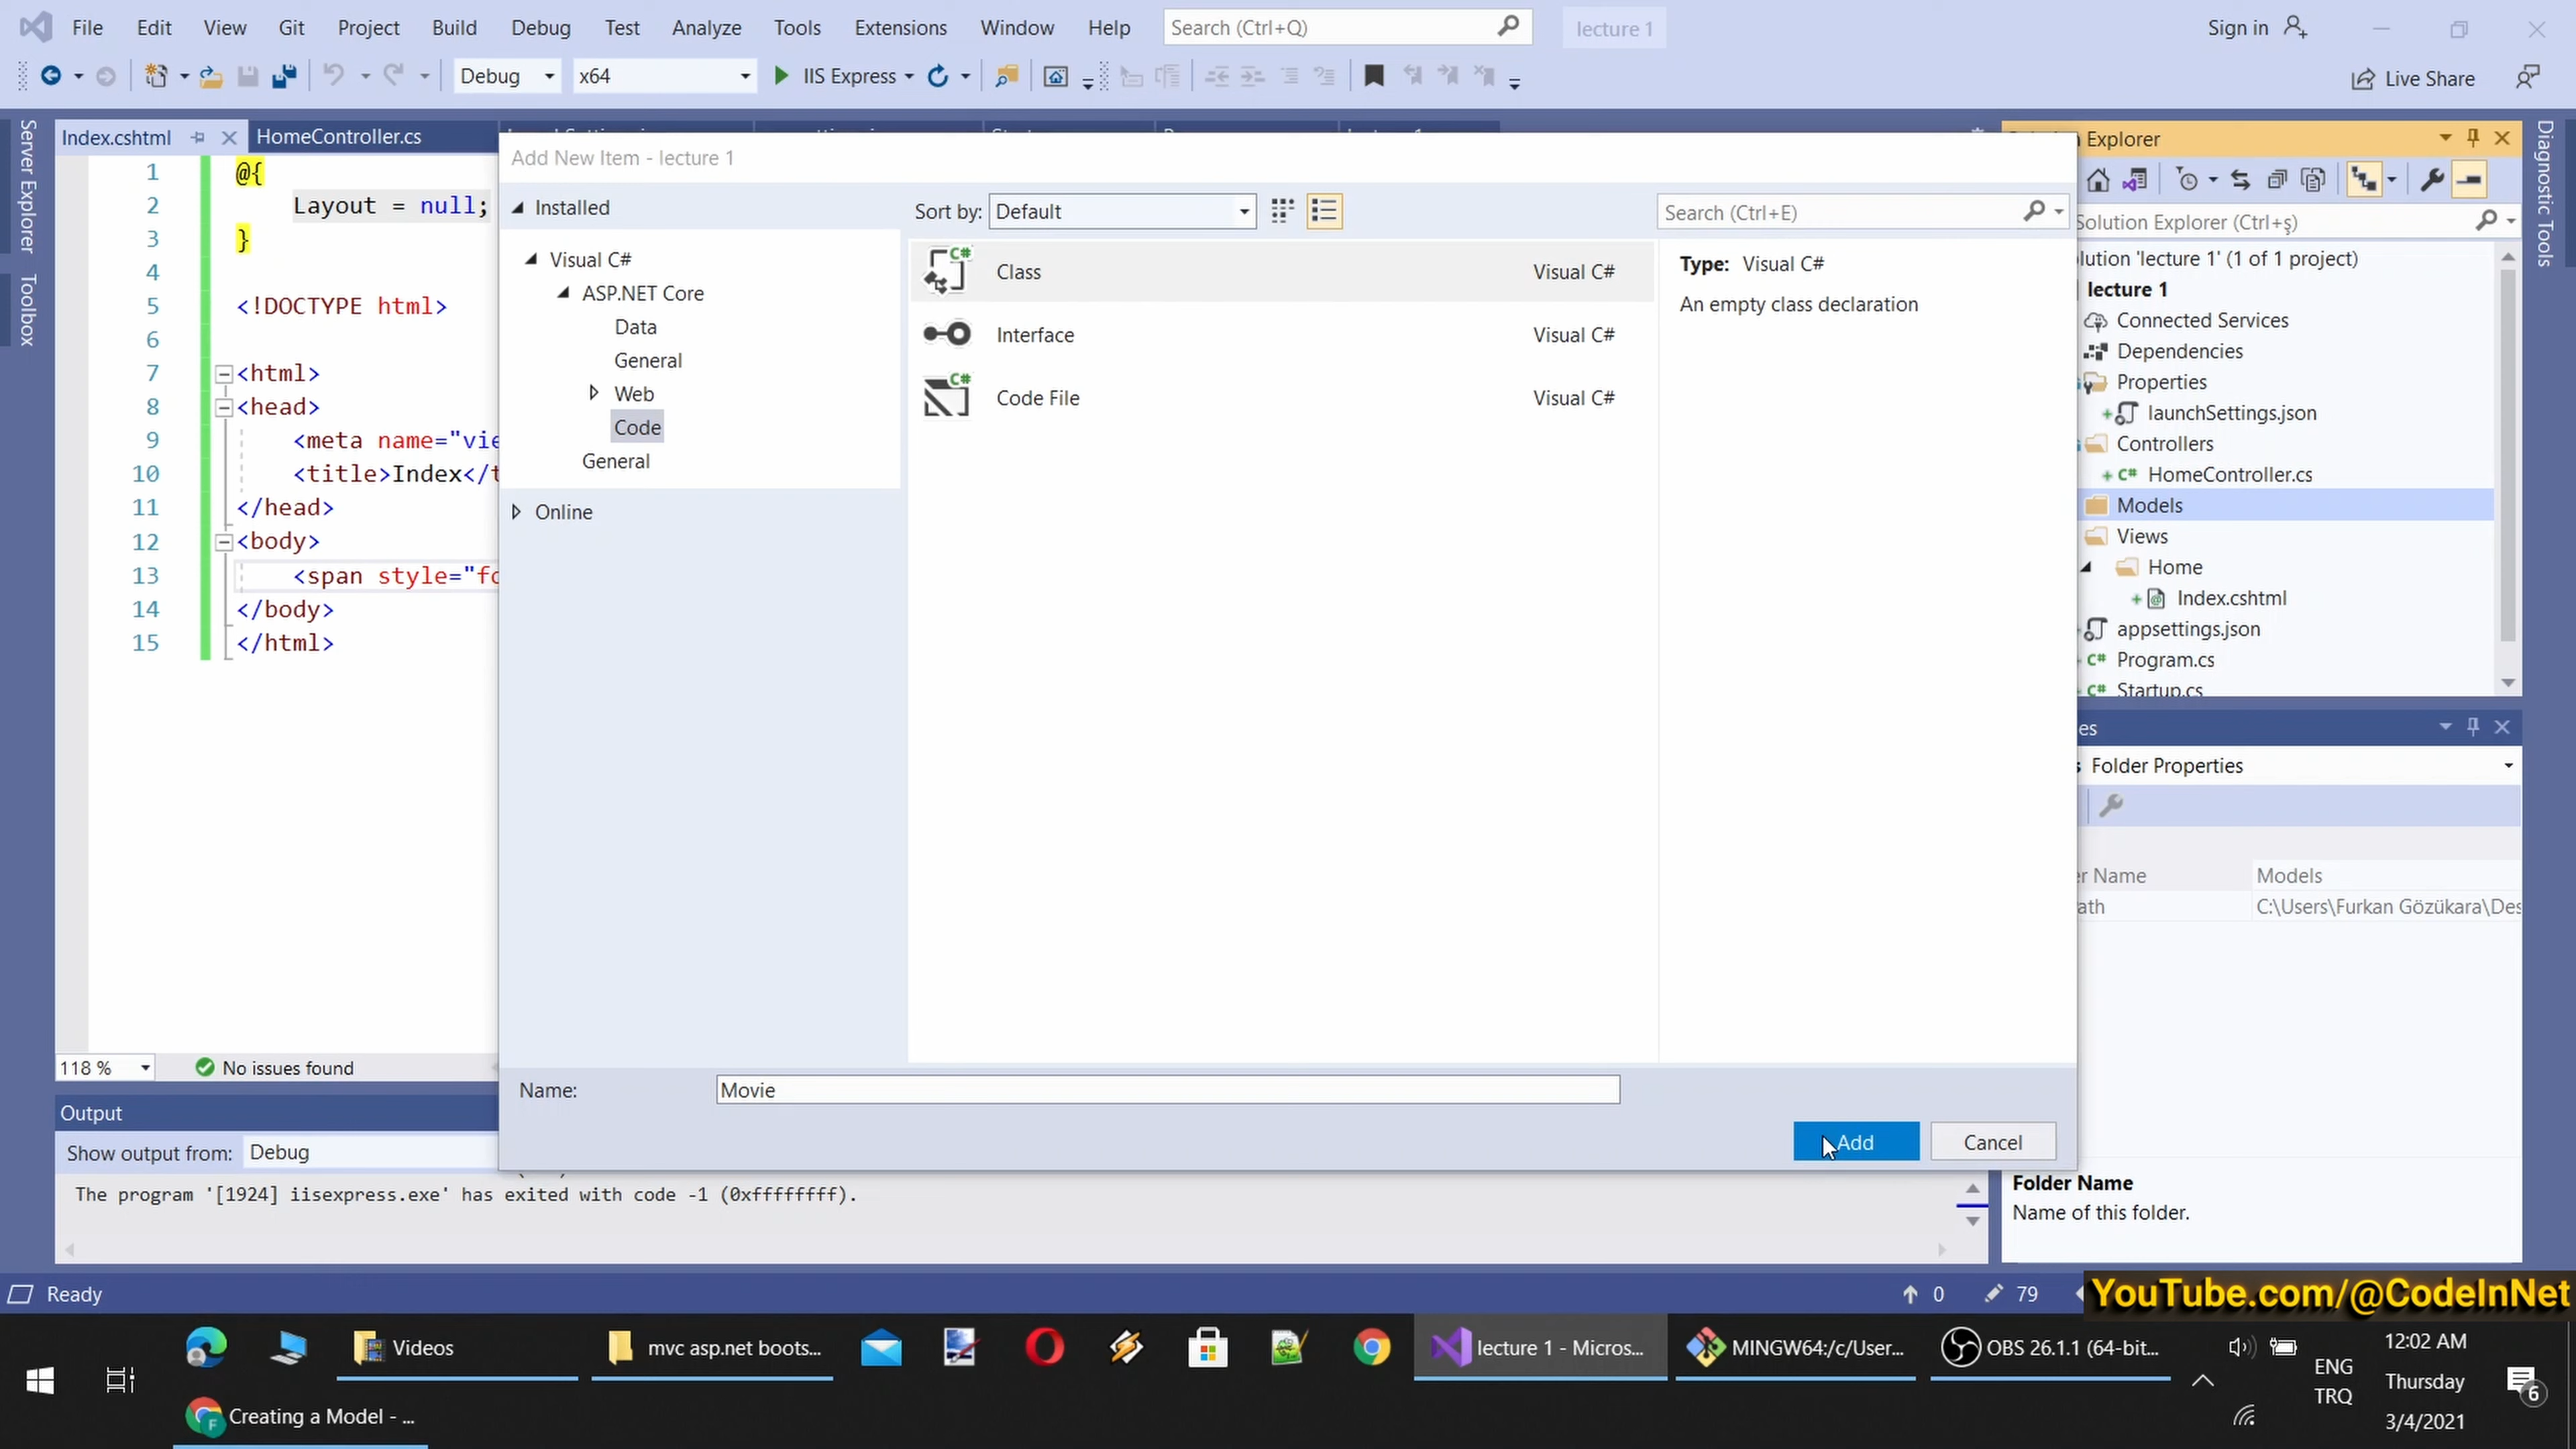 File Edit View Git Project Build Debug Test Analyze Tools Extensions Window Help Search (Ctrl+Q) lecture 1 Sign in
Debug x64 IIS Express Live Share
Server Explorer
Toolbox
Index.cshtml HomeController.cs
1 @{
2 Layout = null;
3 }
4
5 <!DOCTYPE html>
6
7 <html>
8 <head>
9 <meta name="vie
10 <title>Index</t
11 </head>
12 <body>
13 <span style="fo
14 </body>
15 </html>
118 % No issues found
Add New Item - lecture 1
Installed
Visual C#
ASP.NET Core
Data
General
Web
Code
General
Online
Sort by: Default
Search (Ctrl+E)
Class Visual C#
Interface Visual C#
Code File Visual C#
Type: Visual C#
An empty class declaration
Name: Movie
Add Cancel
Explorer
Solution Explorer (Ctrl+ş)
lution 'lecture 1' (1 of 1 project)
lecture 1
Connected Services
Dependencies
Properties
launchSettings.json
Controllers
HomeController.cs
Models
Views
Home
Index.cshtml
appsettings.json
Program.cs
Startup.cs
Diagnostic Tools
es
Folder Properties
er Name Models
ath C:\Users\Furkan Gözükara\Des
Folder Name
Name of this folder.
Output
Show output from: Debug
The program '[1924] iisexpress.exe' has exited with code -1 (0xffffffff).
Ready 0 79
YouTube.com/@CodeInNet
Videos mvc asp.net boots... lecture 1 - Micros... MINGW64:/c/User... OBS 26.1.1 (64-bit...
Creating a Model - ...
ENG
TRQ
12:02 AM
Thursday
3/4/2021
6